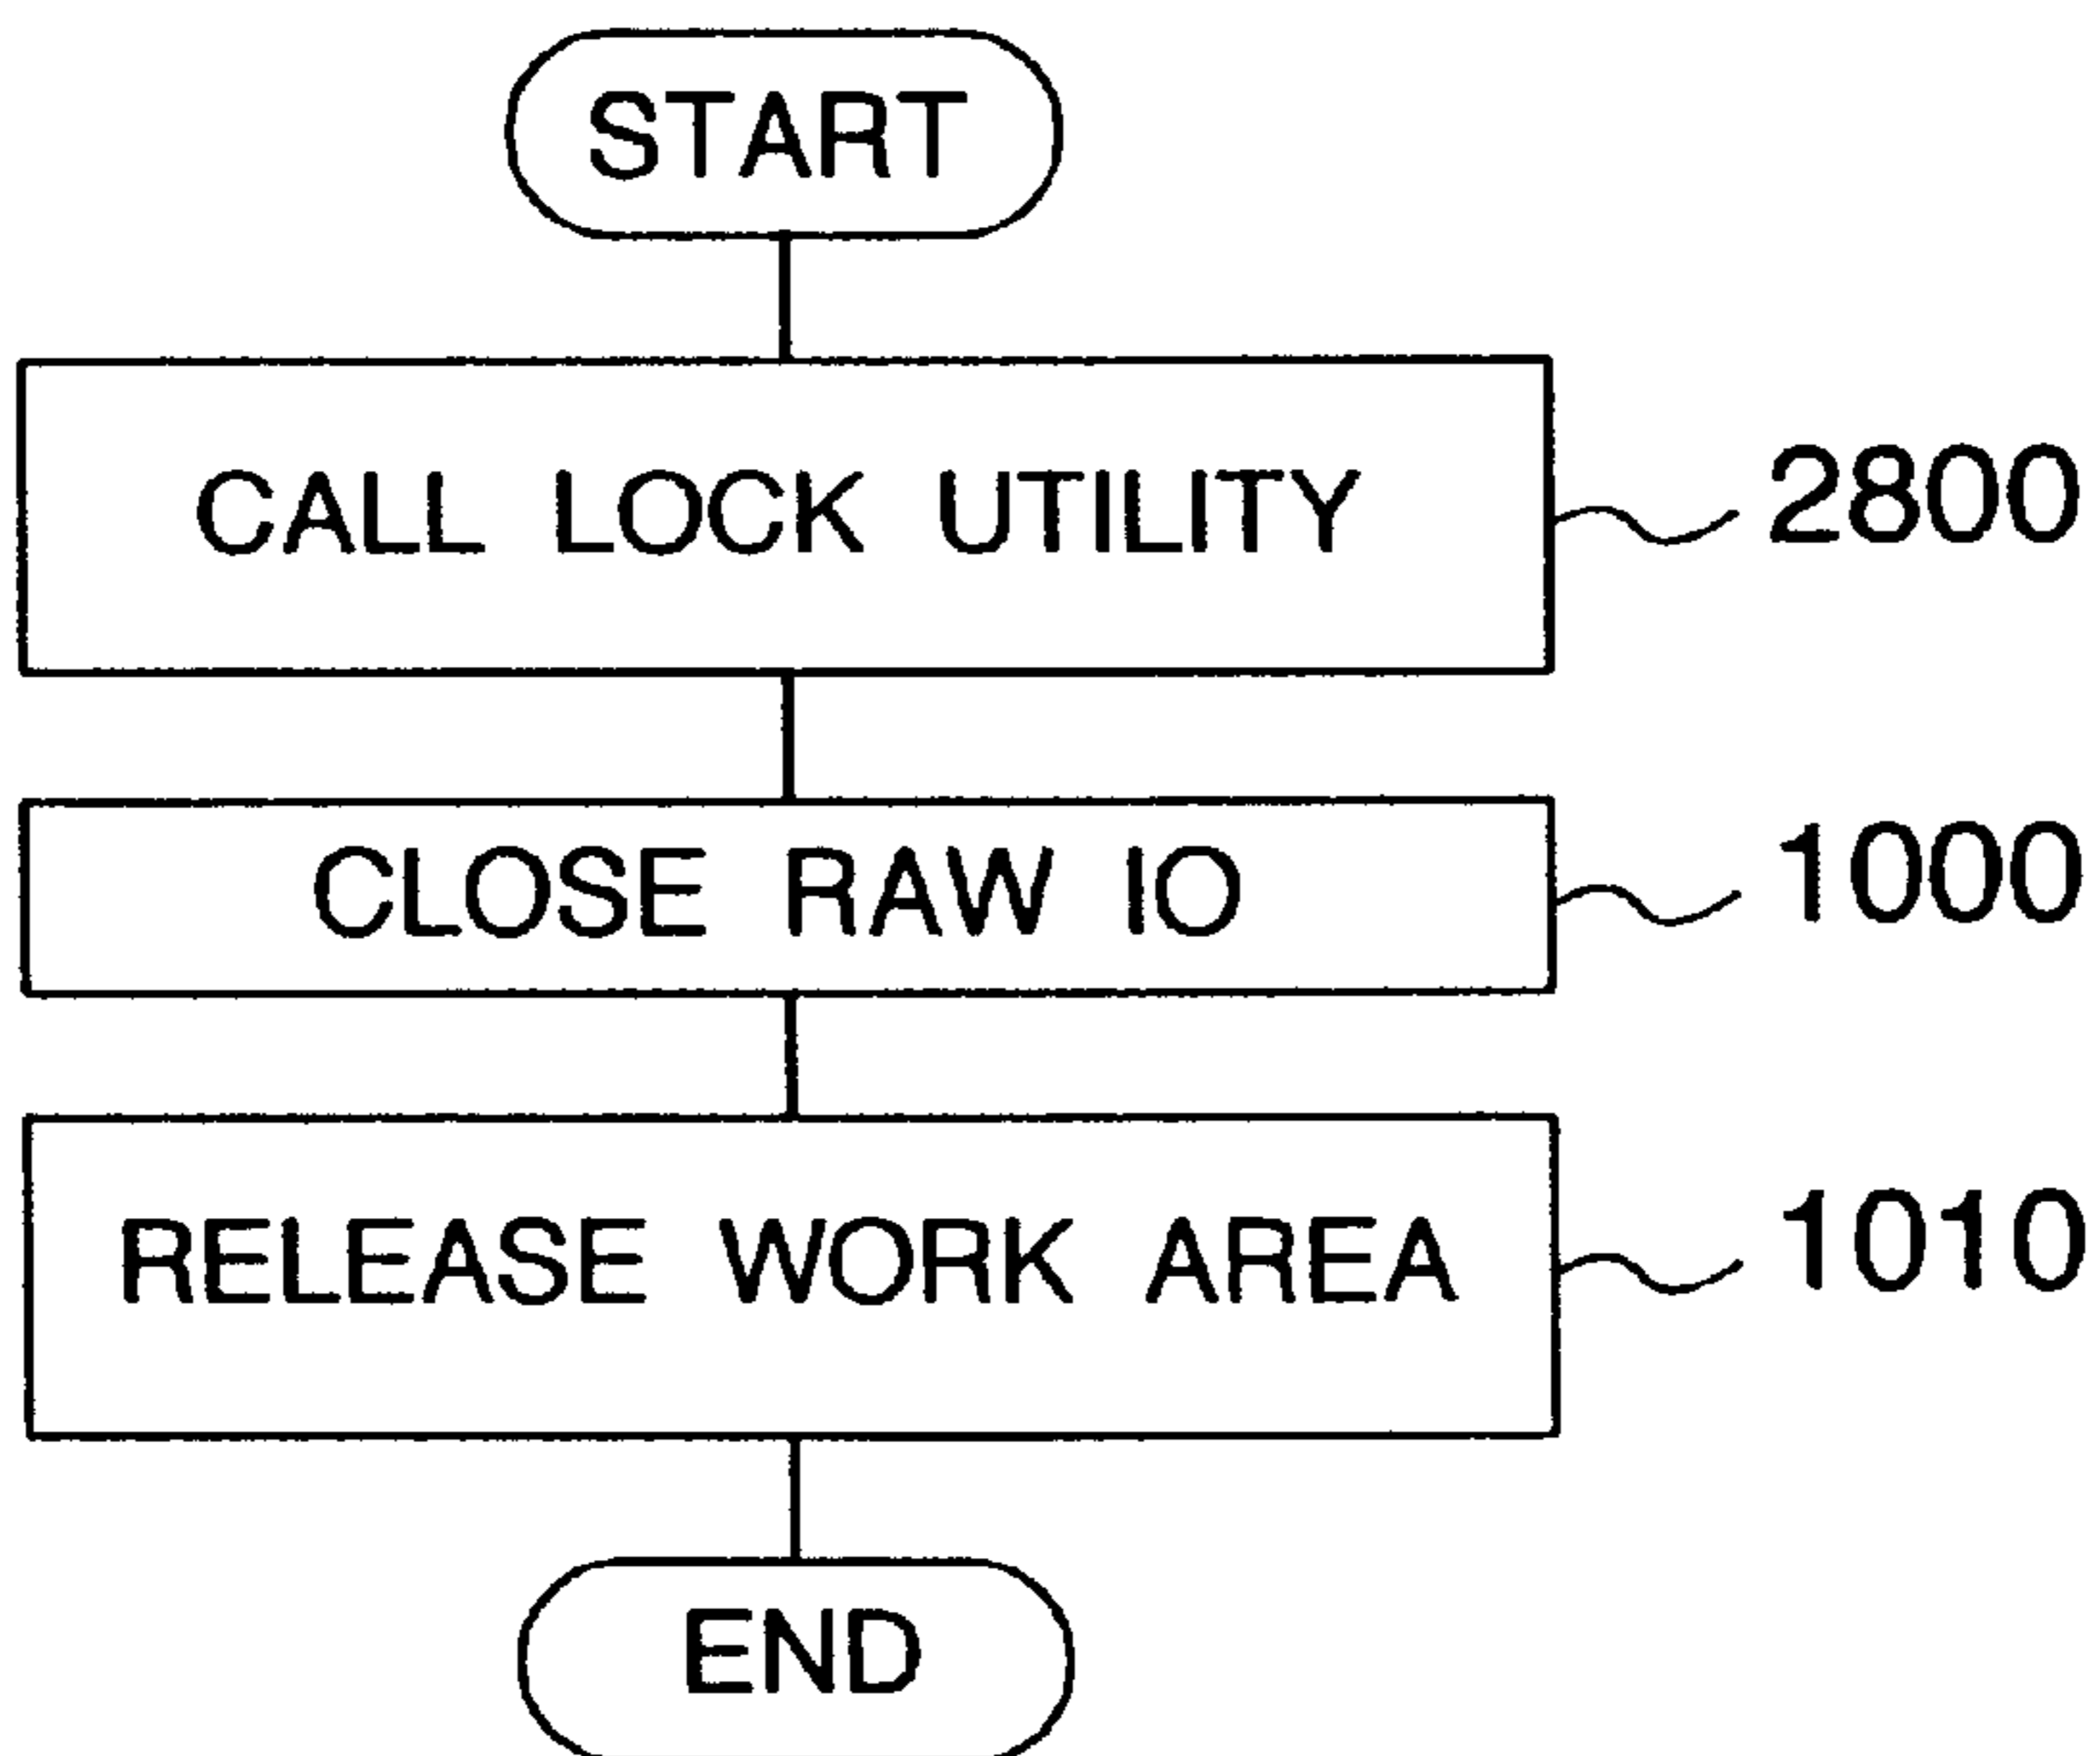 START
CALL LOCK UTILITY
2800
CLOSE RAW IO
1000
RELEASE WORK AREA
1010
END